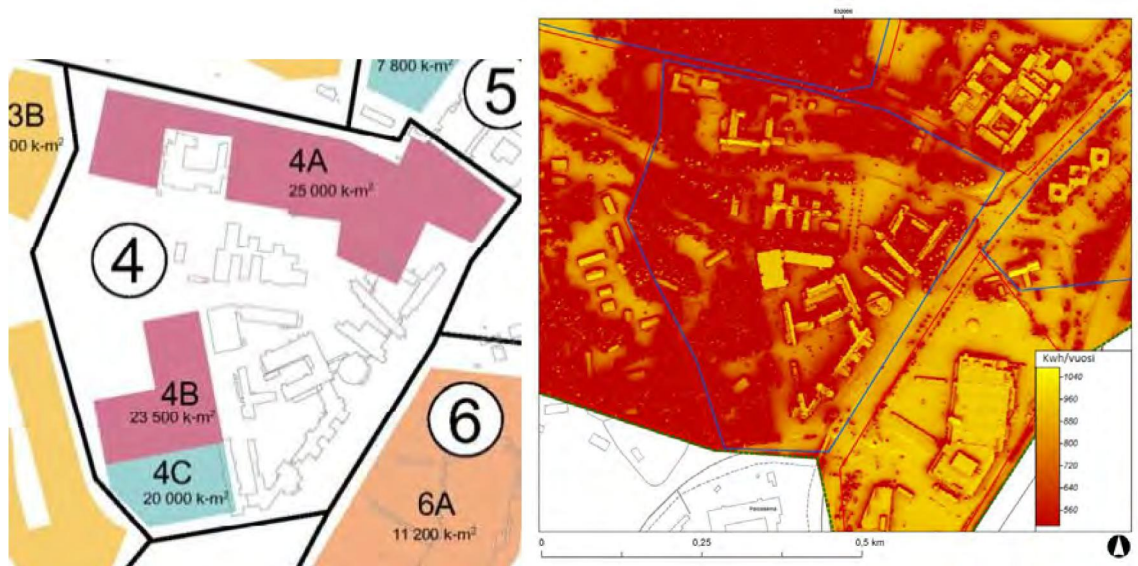 7 800 k-m²
5
3B
00 k-m²
4A
25 000 k-m²
4
4B
23 500 k-m²
4C
20 000 k-m²
6
6A
11 200 k-m²
Kwh/vuosi
1040
960
880
800
720
640
560
0
0,25
0,5 km